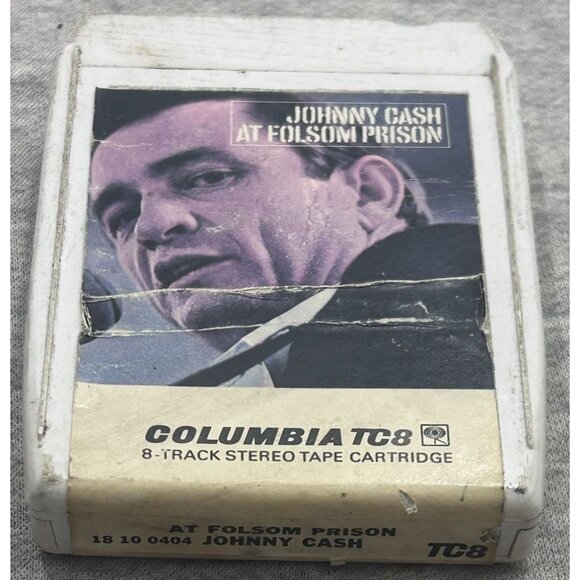 JOHNNY CASH
AT FOLSOM PRISON
COLUMBIA TC8
8-TRACK STEREO TAPE CARTRIDGE
AT FOLSOM PRISON
18 10 0404 JOHNNY CASH
TC8